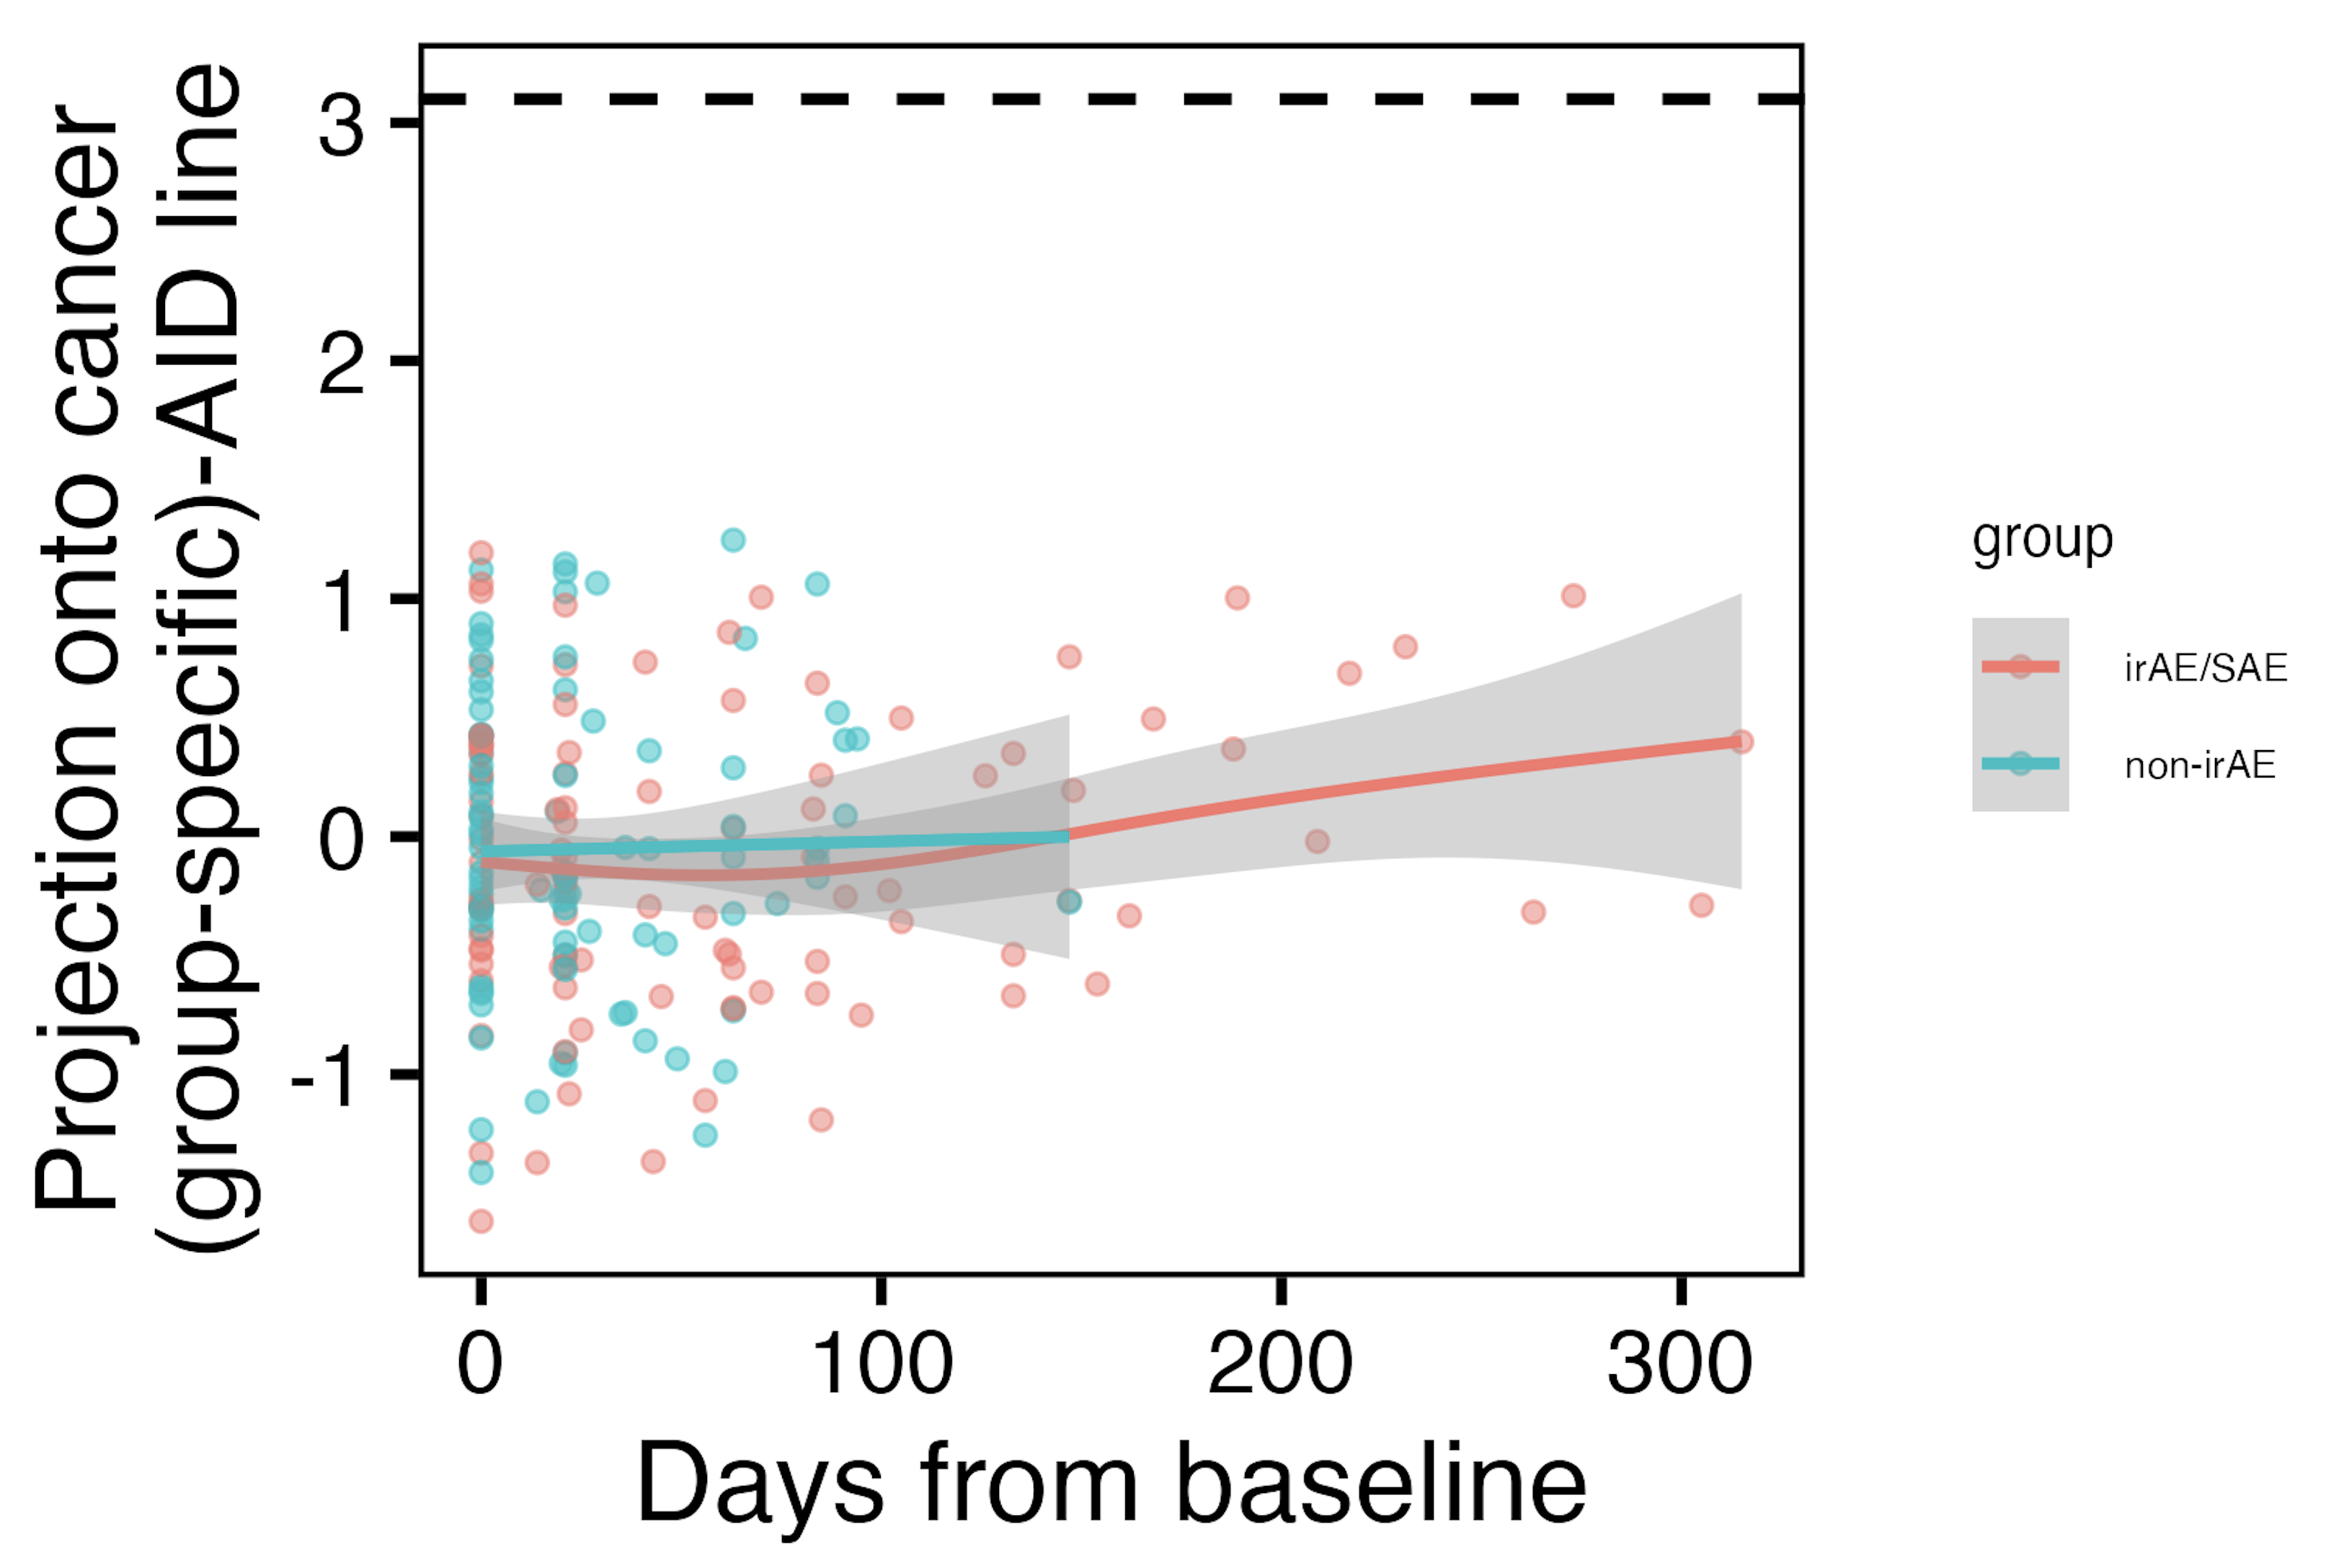 Projection onto cancer
(group-specific)-AID line
3
2
1
0
-1
0 100 200 300
Days from baseline
group
irAE/SAE
non-irAE